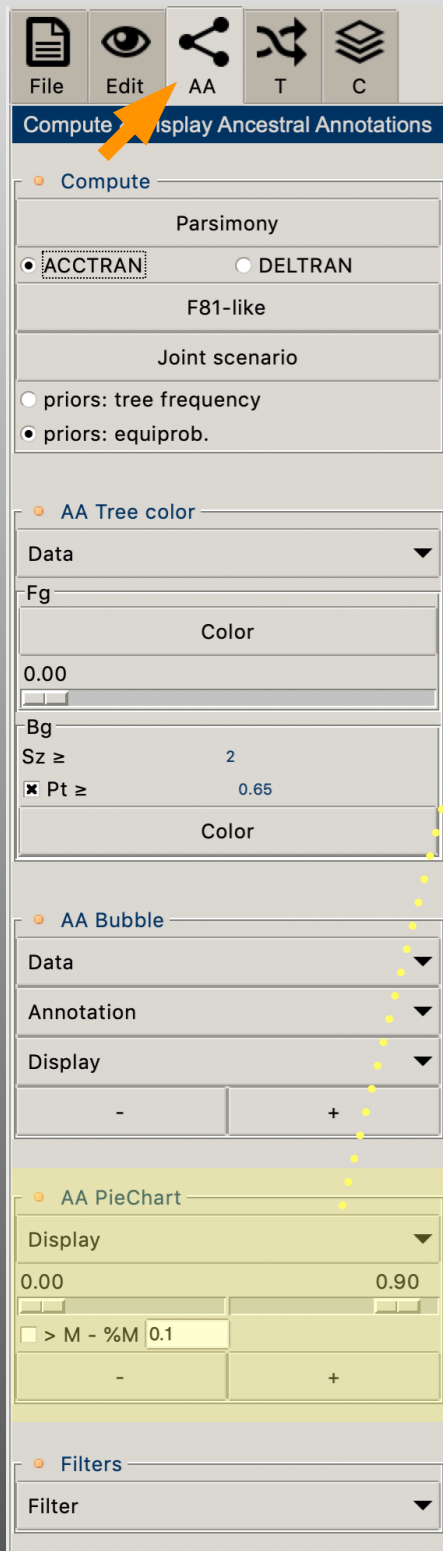 File Edit AA T C
Compute & Display Ancestral Annotations
Compute
Parsimony
ACCTRAN DELTRAN
F81-like
Joint scenario
priors: tree frequency
priors: equiprob.
AA Tree color
Data
Fg
Color
0.00
Bg
Sz ≥ 2
Pt ≥ 0.65
Color
AA Bubble
Data
Annotation
Display
- +
AA PieChart
Display
0.00 0.90
> M - %M 0.1
- +
Filters
Filter